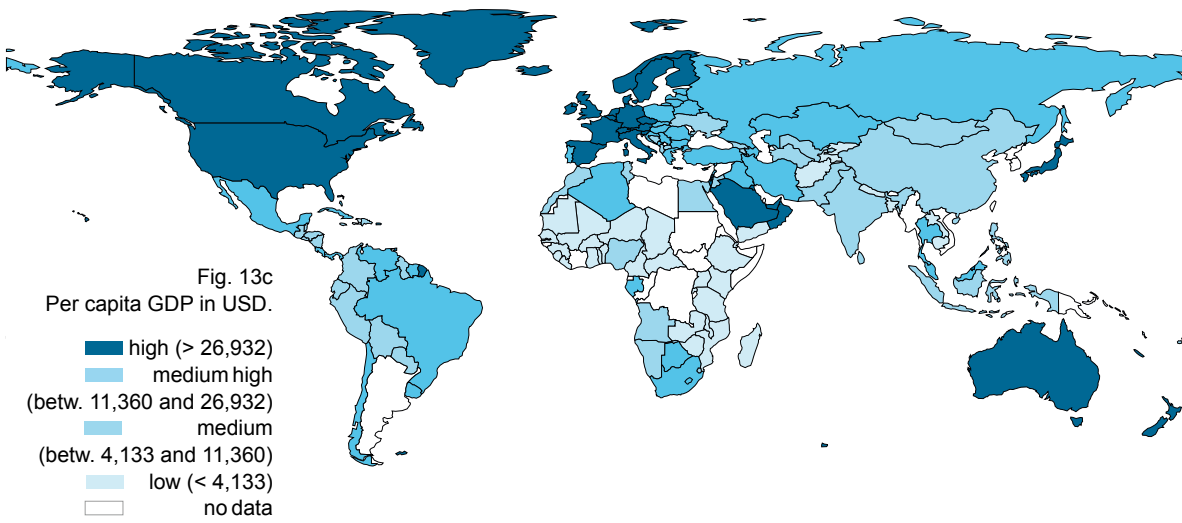 Fig. 13c
Per capita GDP in USD.
high (> 26,932)
medium high
(betw. 11,360 and 26,932)
medium
(betw. 4,133 and 11,360)
low (< 4,133)
no data